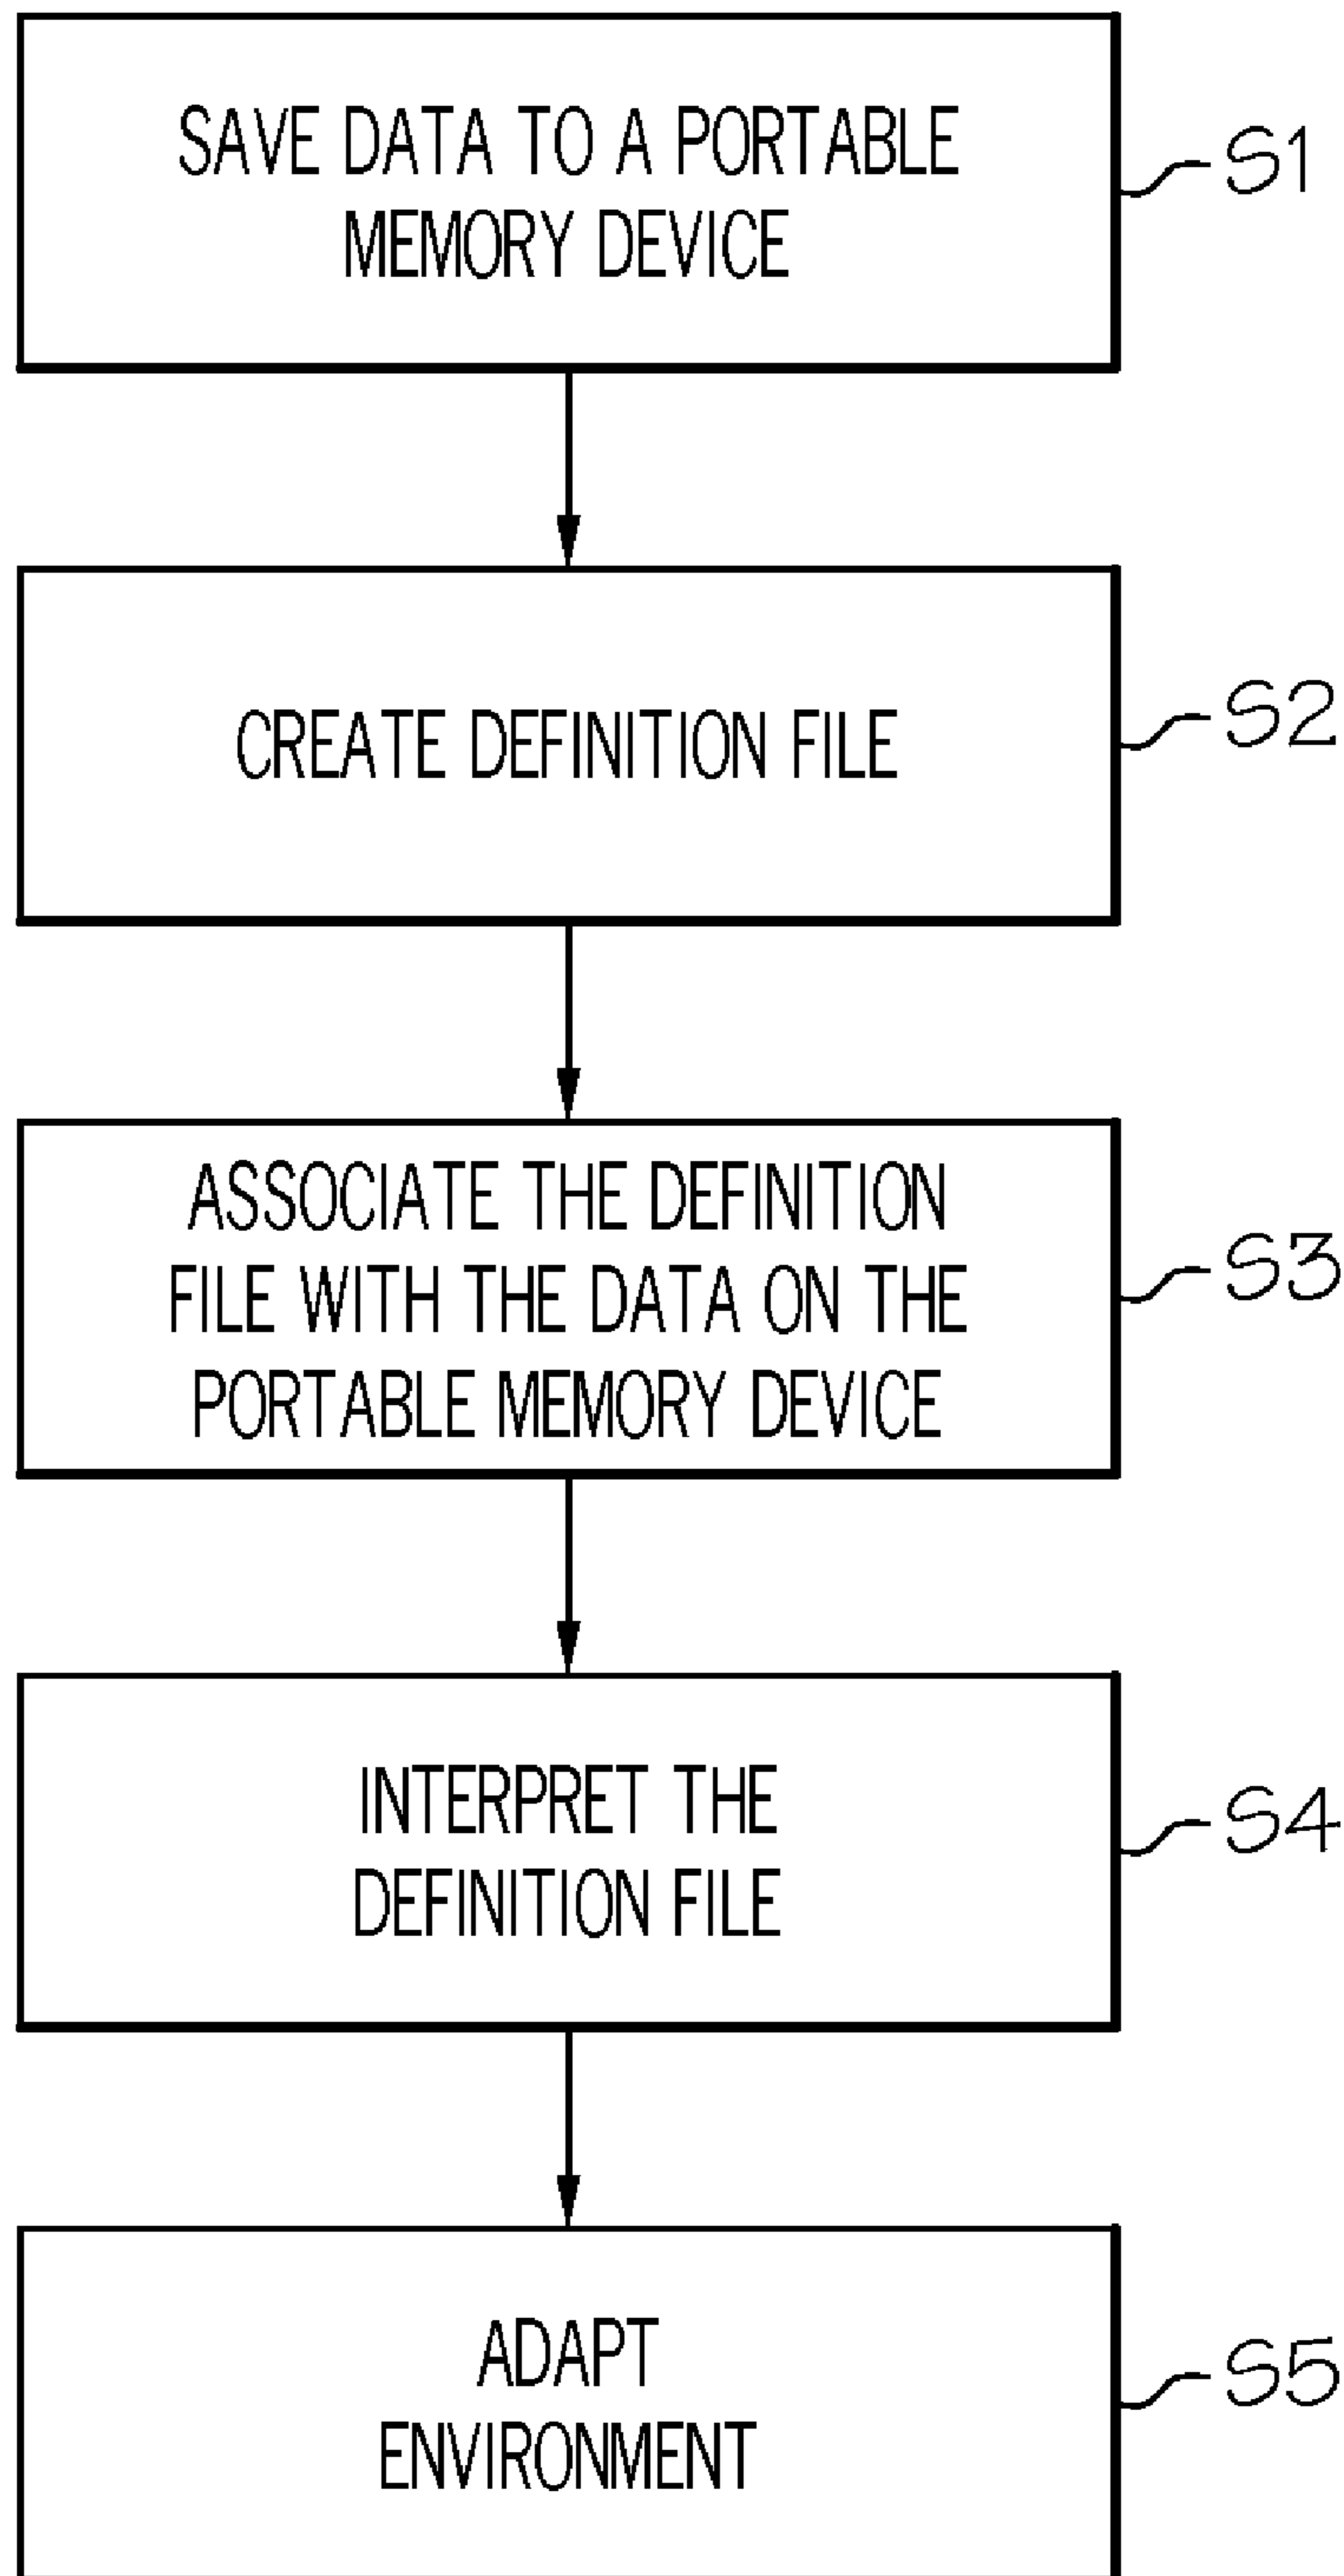 SAVE DATA TO A PORTABLE
MEMORY DEVICE
S1
CREATE DEFINITION FILE
S2
ASSOCIATE THE DEFINITION
FILE WITH THE DATA ON THE
PORTABLE MEMORY DEVICE
S3
INTERPRET THE
DEFINITION FILE
S4
ADAPT
ENVIRONMENT
S5